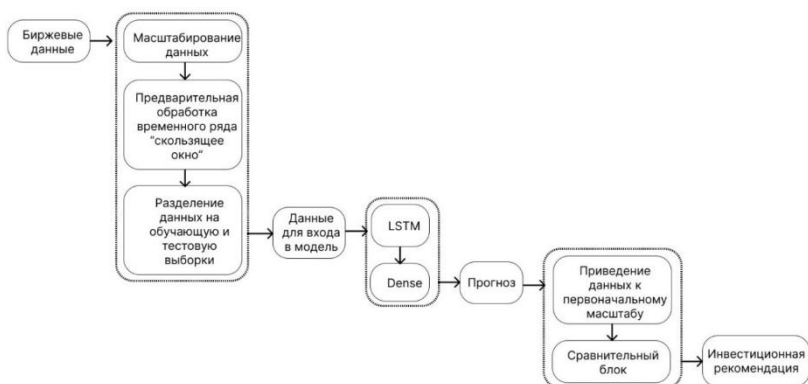 Биржевые
данные
Масштабирование
данных
Предварительная
обработка
временного ряда
"скользящее
окно"
Разделение
данных на
обучающую и
тестовую
выборки
Данные
для входа
в модель
LSTM
Dense
Прогноз
Приведение
данных к
первоначальному
масштабу
Сравнительный
блок
Инвестиционная
рекомендация